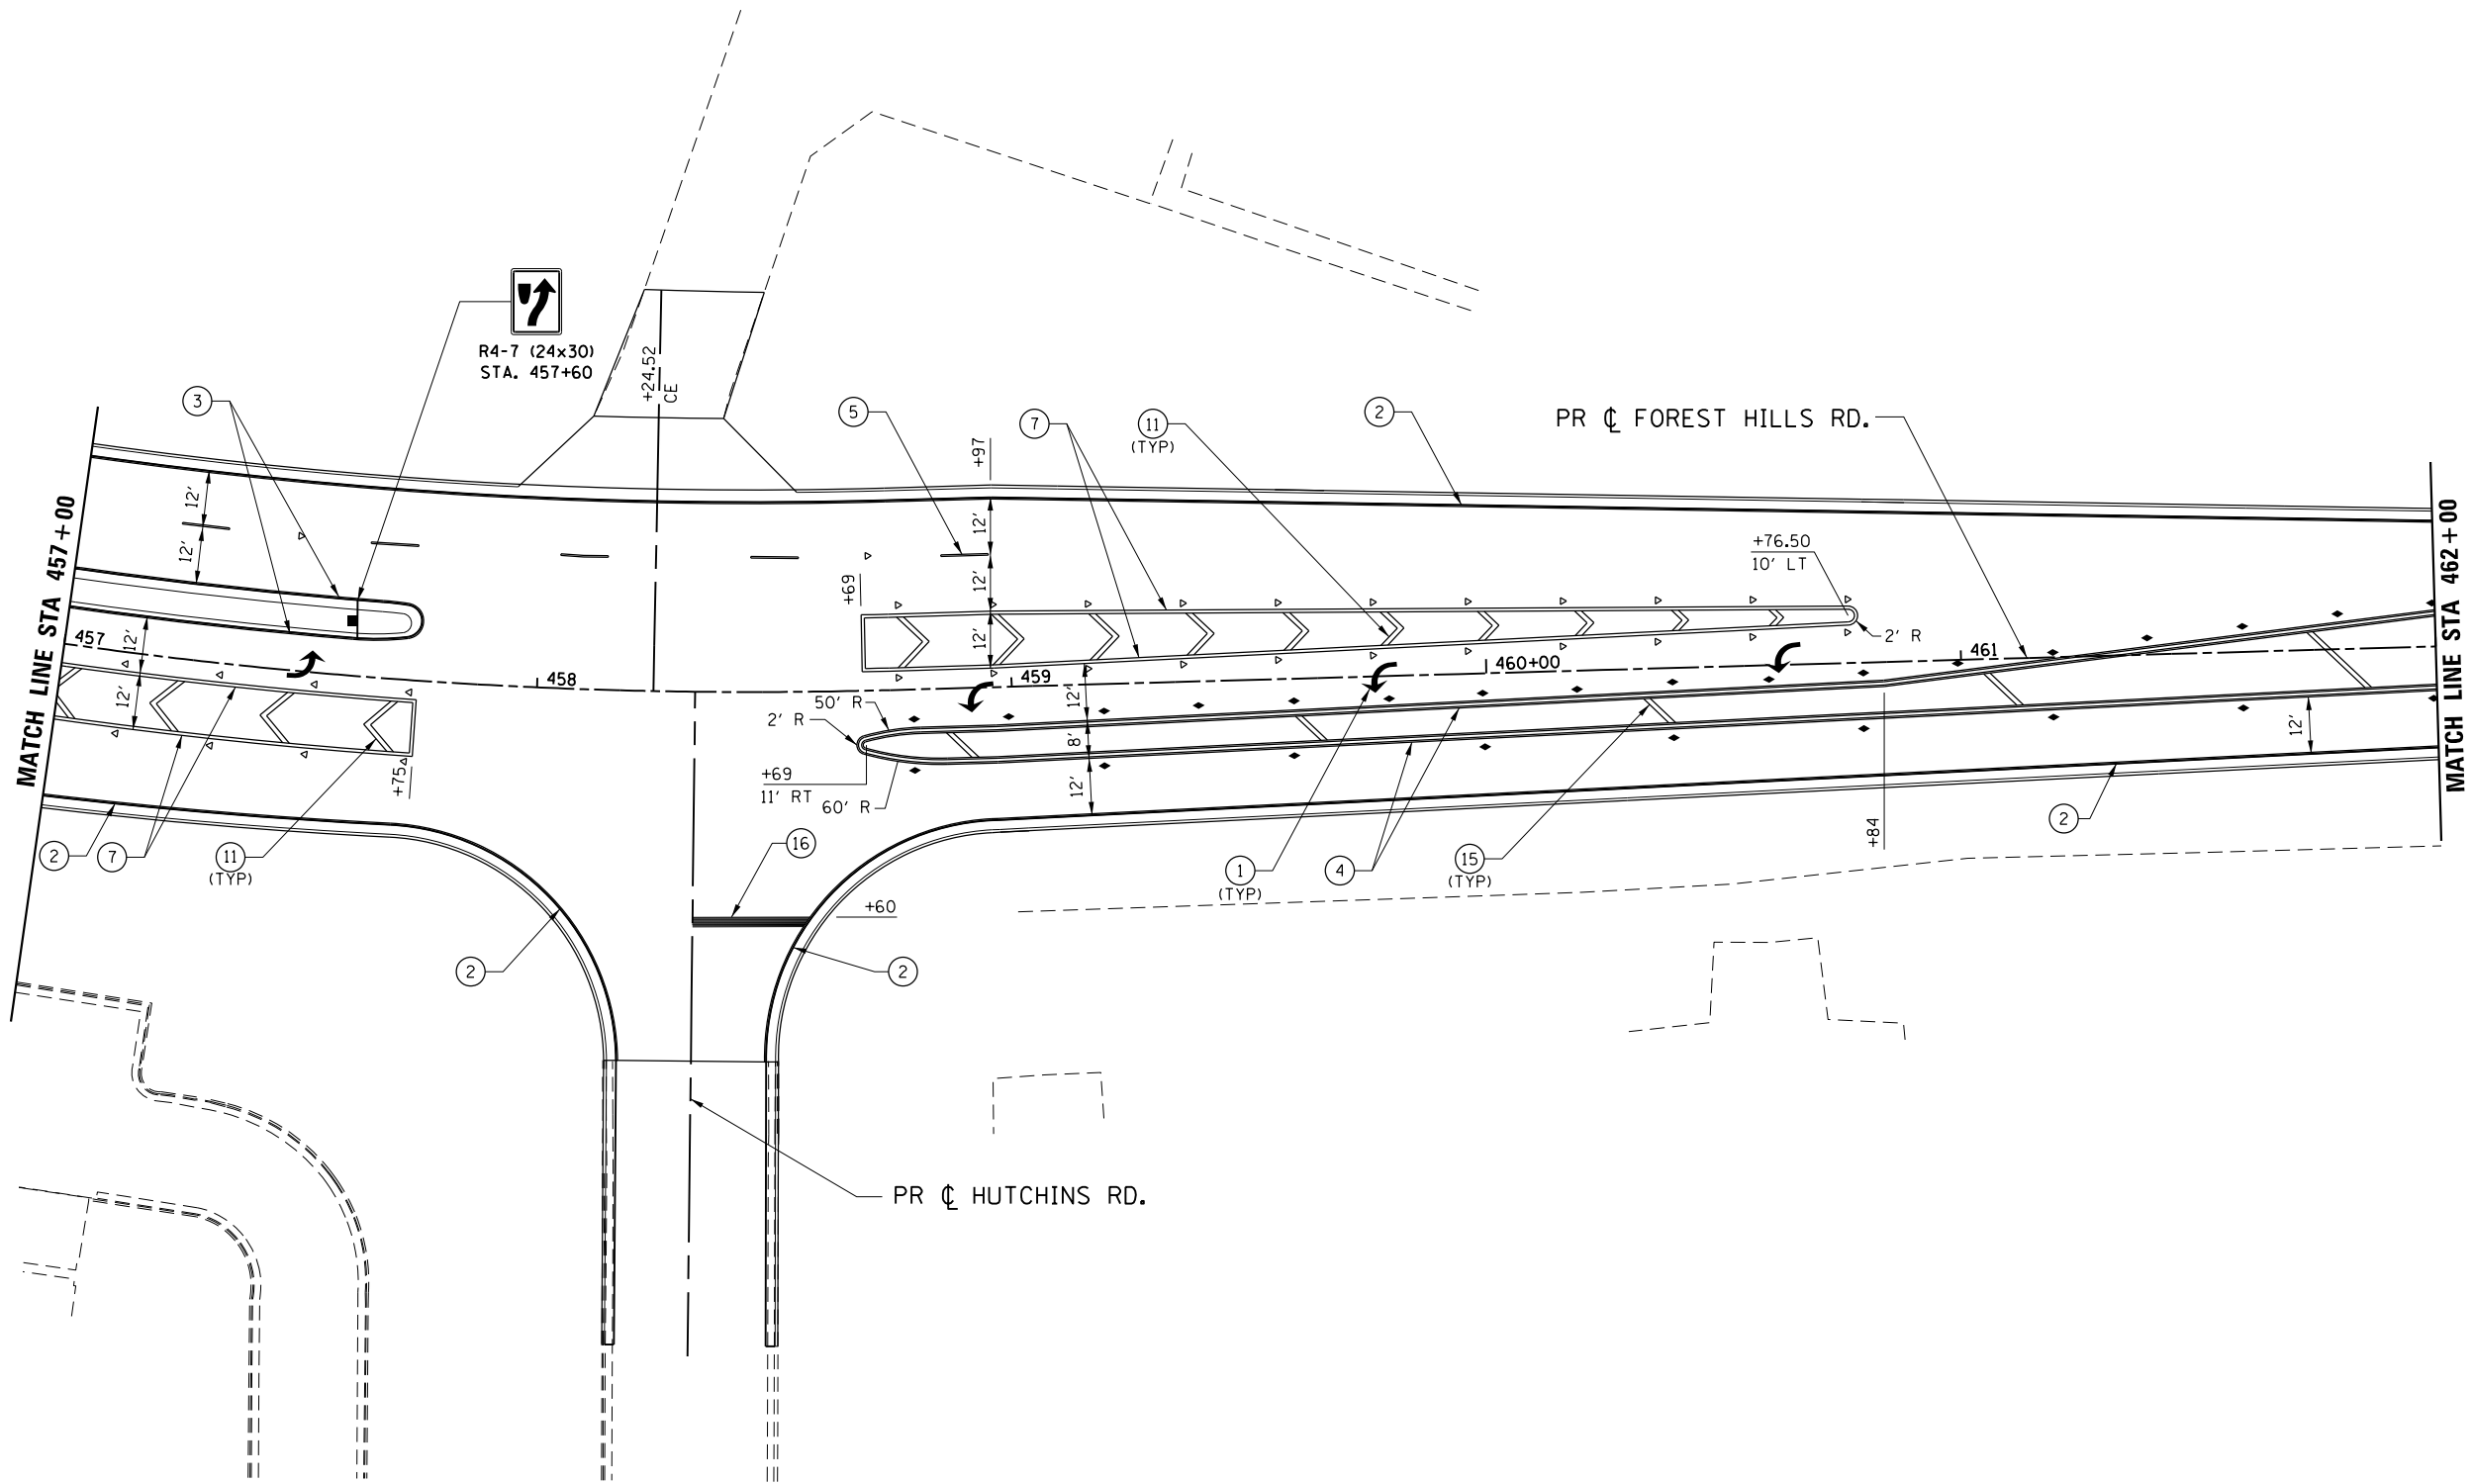 R4-7 (24x30)
STA. 457+60
+24.52
CE
3
5
7
11
(TYP)
2
PR ℄ FOREST HILLS RD.
+97
MATCH LINE STA 457+00
MATCH LINE STA 462+00
12'
12'
12'
12'
12'
+69
+76.50
10' LT
2' R
457
12'
12'
458
459
460+00
461
50' R
2' R
12'
8'
12'
12'
+75
+69
11' RT
60' R
+84
2
7
11
(TYP)
16
+60
1
(TYP)
4
15
(TYP)
2
2
2
PR ℄ HUTCHINS RD.